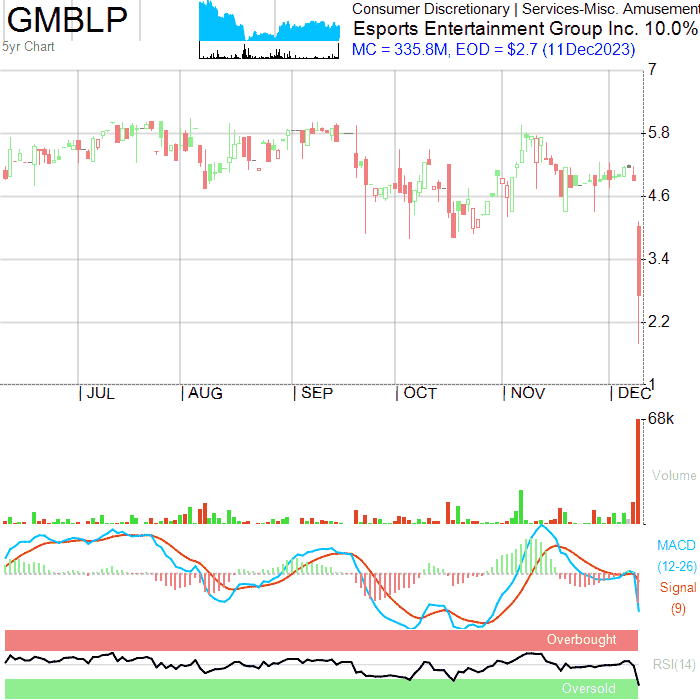 GMBLP
5yr Chart
Consumer Discretionary | Services-Misc. Amusement
Esports Entertainment Group Inc. 10.0%
MC = 335.8M, EOD = $2.7 (11Dec2023)
7
5.8
4.6
3.4
2.2
1
JUL AUG SEP OCT NOV DEC
68k
Volume
MACD
(12-26)
Signal
(9)
Overbought
RSI(14)
Oversold